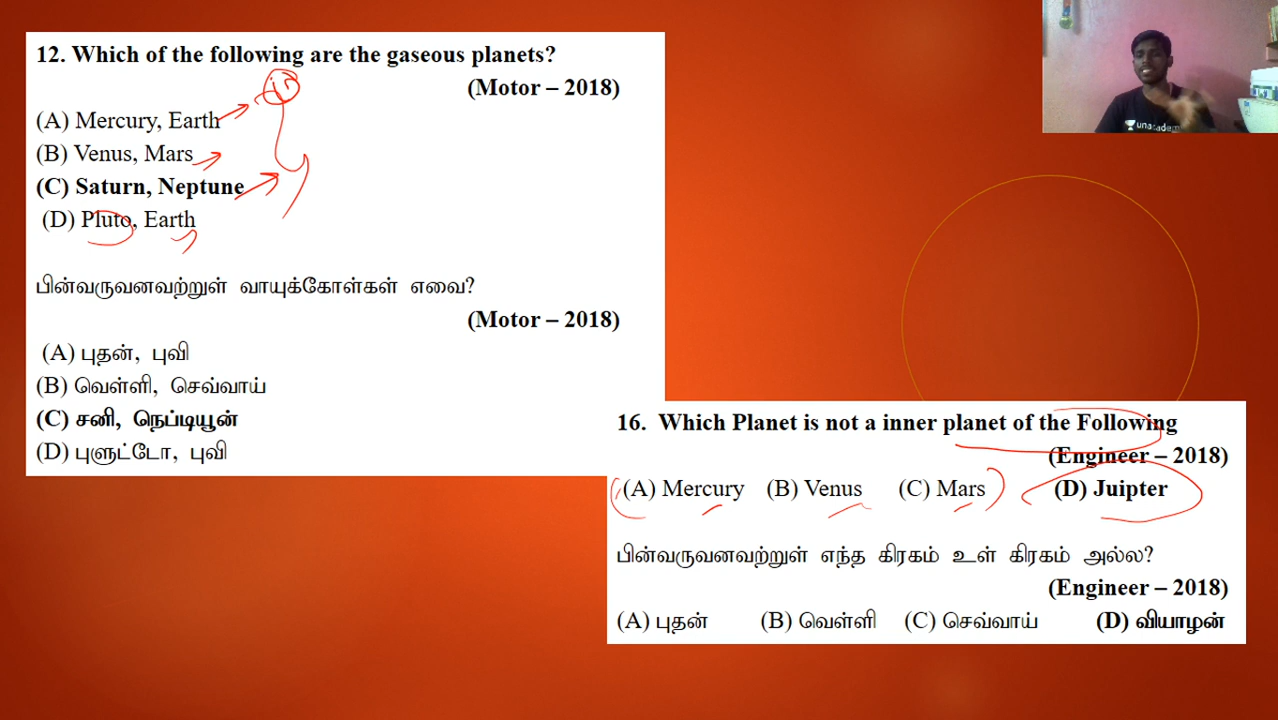 12. Which of the following are the gaseous planets?
(Motor – 2018)
in
(A) Mercury, Earth
(B) Venus, Mars
(C) Saturn, Neptune
(D) Pluto, Earth
பின்வருவனவற்றுள் வாயுக்கோள்கள் எவை?
(Motor – 2018)
(A) புதன், புவி
(B) வெள்ளி, செவ்வாய்
(C) சனி, நெப்டியூன்
(D) புளுட்டோ, புவி
16. Which Planet is not a inner planet of the Following
(Engineer – 2018)
(A) Mercury (B) Venus (C) Mars (D) Juipter
பின்வருவனவற்றுள் எந்த கிரகம் உள் கிரகம் அல்ல?
(Engineer – 2018)
(A) புதன் (B) வெள்ளி (C) செவ்வாய் (D) வியாழன்
unacademy